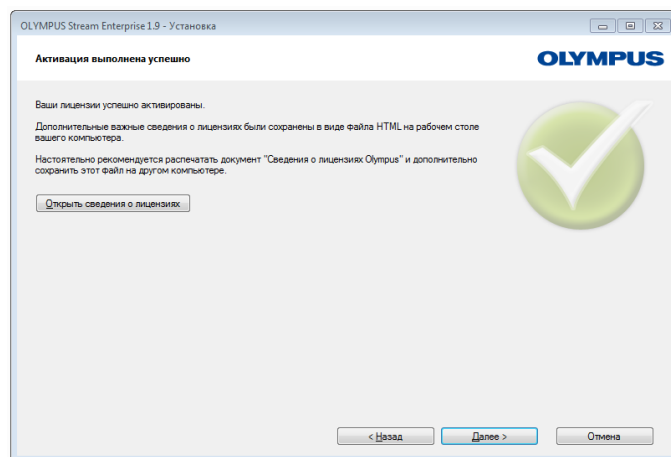 OLYMPUS Stream Enterprise 1.9 - Установка
Активация выполнена успешно
OLYMPUS
Ваши лицензии успешно активированы.
Дополнительные важные сведения о лицензиях были сохранены в виде файла HTML на рабочем столе
вашего компьютера.
Настоятельно рекомендуется распечатать документ "Сведения о лицензиях Olympus" и дополнительно
сохранить этот файл на другом компьютере.
Открыть сведения о лицензиях
< Назад
Далее >
Отмена